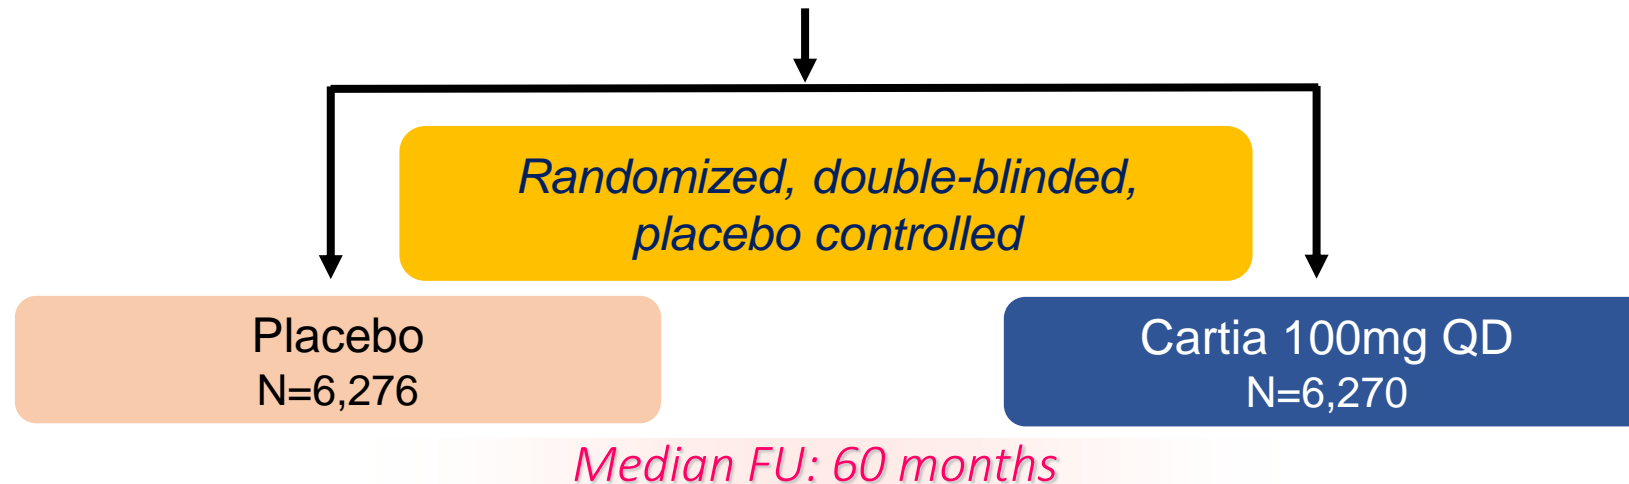 Randomized, double-blinded,
placebo controlled
Placebo
N=6,276
Cartia 100mg QD
N=6,270
Median FU: 60 months